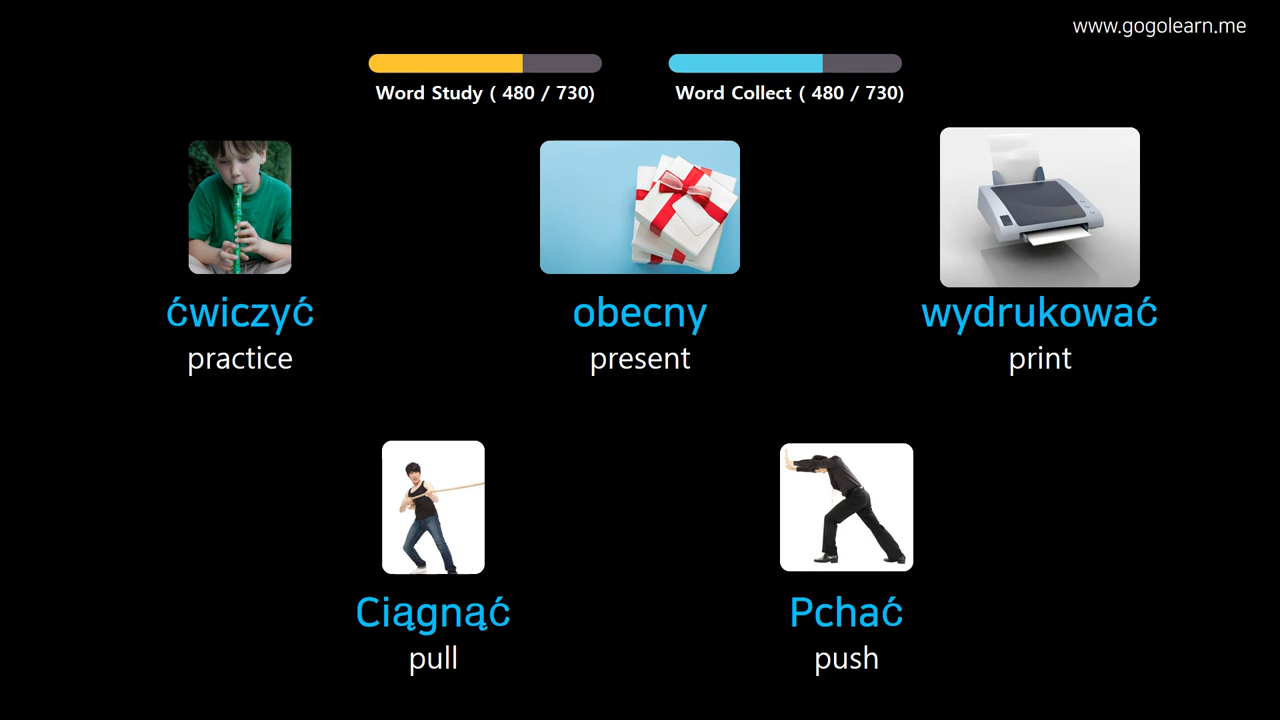 www.gogolearn.me
Word Study ( 480 / 730)
Word Collect ( 480 / 730)
ćwiczyć
practice
obecny
present
wydrukować
print
Ciągnąć
pull
Pchać
push